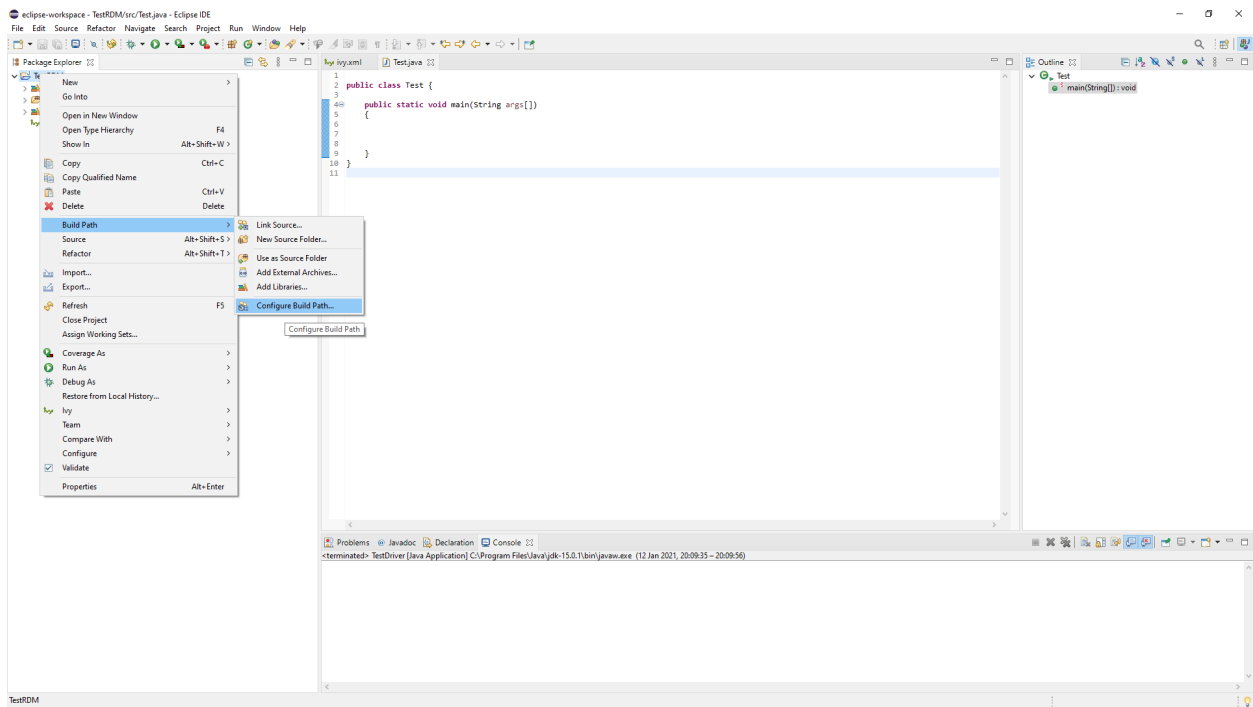 eclipse-workspace - TestRDM/src/Test.java - Eclipse IDE
File Edit Source Refactor Navigate Search Project Run Window Help
Package Explorer
New
Go Into
Open in New Window
Open Type Hierarchy F4
Show In Alt+Shift+W >
Copy Ctrl+C
Copy Qualified Name
Paste Ctrl+V
Delete Delete
Build Path
Source Alt+Shift+S >
Refactor Alt+Shift+T >
Import...
Export...
Refresh F5
Close Project
Assign Working Sets...
Coverage As
Run As
Debug As
Restore from Local History...
Ivy
Team
Compare With
Configure
Validate
Properties Alt+Enter
Link Source...
New Source Folder...
Use as Source Folder
Add External Archives...
Add Libraries...
Configure Build Path...
Configure Build Path
ivy.xml Test.java
1
2 public class Test {
3
4 public static void main(String args[])
5 {
6
7
8
9 }
10 }
11
Outline
Test
main(String[]) : void
Problems Javadoc Declaration Console
<terminated> TestDriver [Java Application] C:\Program Files\Java\jdk-15.0.1\bin\javaw.exe (12 Jan 2021, 20:09:35 – 20:09:56)
TestRDM